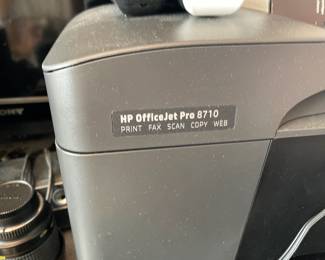 HP OfficeJet Pro 8710
PRINT FAX SCAN COPY WEB